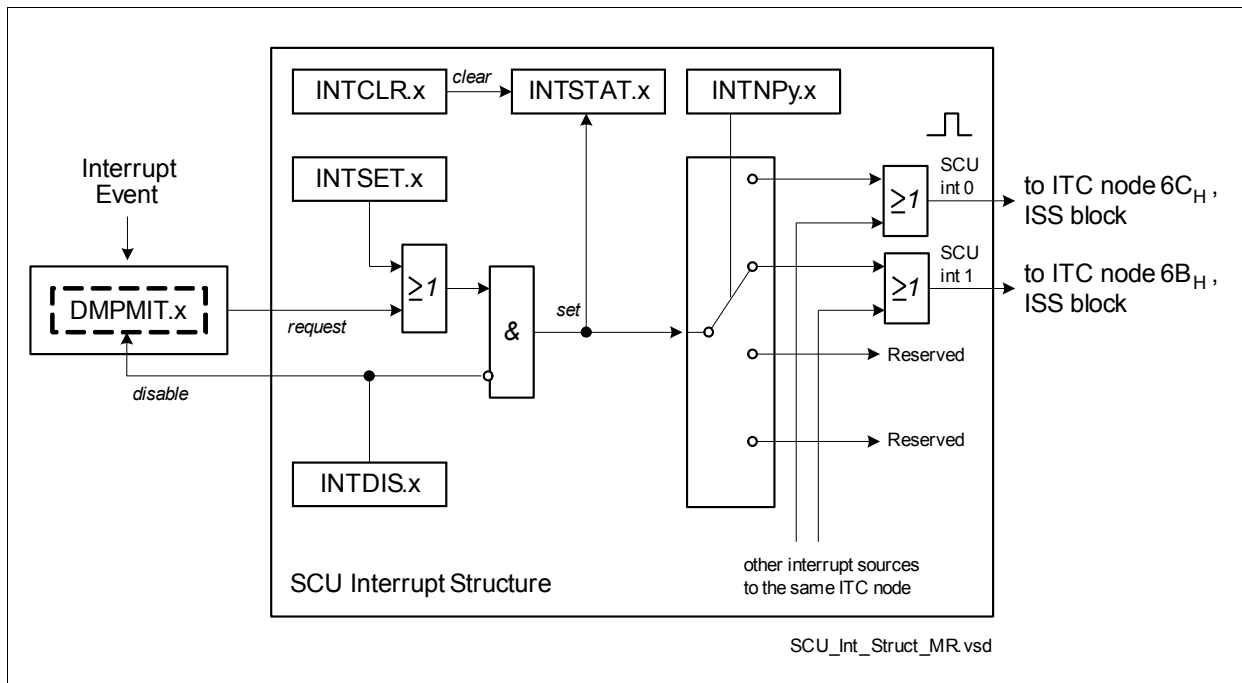 INTCLR.x
clear
INTSTAT.x
INTNPy.x
Interrupt
Event
INTSET.x
SCU
int 0
≥1
to ITC node 6CH ,
ISS block
DMPMIT.x
request
≥1
&
set
SCU
int 1
≥1
to ITC node 6BH ,
ISS block
disable
Reserved
Reserved
INTDIS.x
SCU Interrupt Structure
other interrupt sources
to the same ITC node
SCU_Int_Struct_MR.vsd